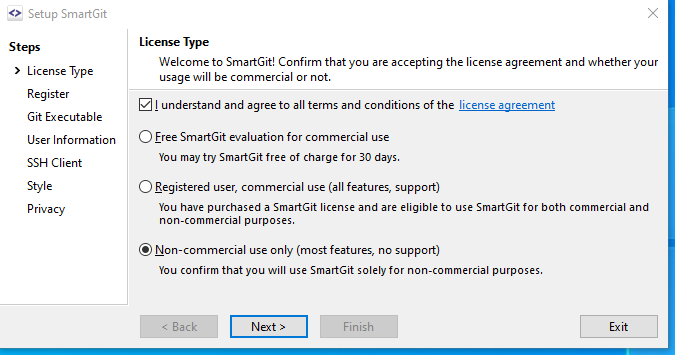 Setup SmartGit
Steps
License Type
Register
Git Executable
User Information
SSH Client
Style
Privacy
License Type
Welcome to SmartGit! Confirm that you are accepting the license agreement and whether your
usage will be commercial or not.
I understand and agree to all terms and conditions of the license agreement
Free SmartGit evaluation for commercial use
You may try SmartGit free of charge for 30 days.
Registered user, commercial use (all features, support)
You have purchased a SmartGit license and are eligible to use SmartGit for both commercial and
non-commercial purposes.
Non-commercial use only (most features, no support)
You confirm that you will use SmartGit solely for non-commercial purposes.
< Back
Next >
Finish
Exit